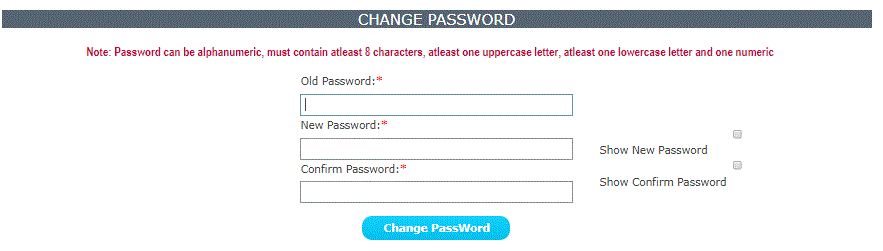 CHANGE PASSWORD
Note: Password can be alphanumeric, must contain atleast 8 characters, atleast one uppercase letter, atleast one lowercase letter and one numeric
Old Password:*
New Password:*
Show New Password
Confirm Password:*
Show Confirm Password
Change PassWord